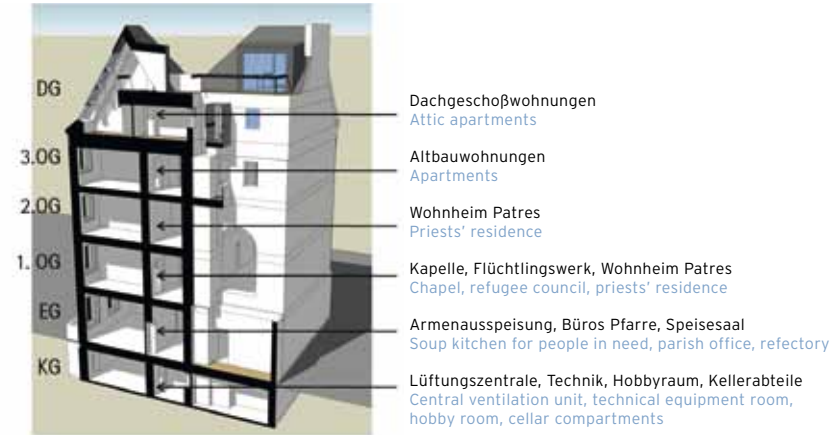 DG
Dachgeschoßwohnungen
Attic apartments
3.OG
Altbauwohnungen
Apartments
2.OG
Wohnheim Patres
Priests' residence
1. OG
Kapelle, Flüchtlingswerk, Wohnheim Patres
Chapel, refugee council, priests' residence
EG
Armenausspeisung, Büros Pfarre, Speisesaal
Soup kitchen for people in need, parish office, refectory
KG
Lüftungszentrale, Technik, Hobbyraum, Kellerabteile
Central ventilation unit, technical equipment room,
hobby room, cellar compartments